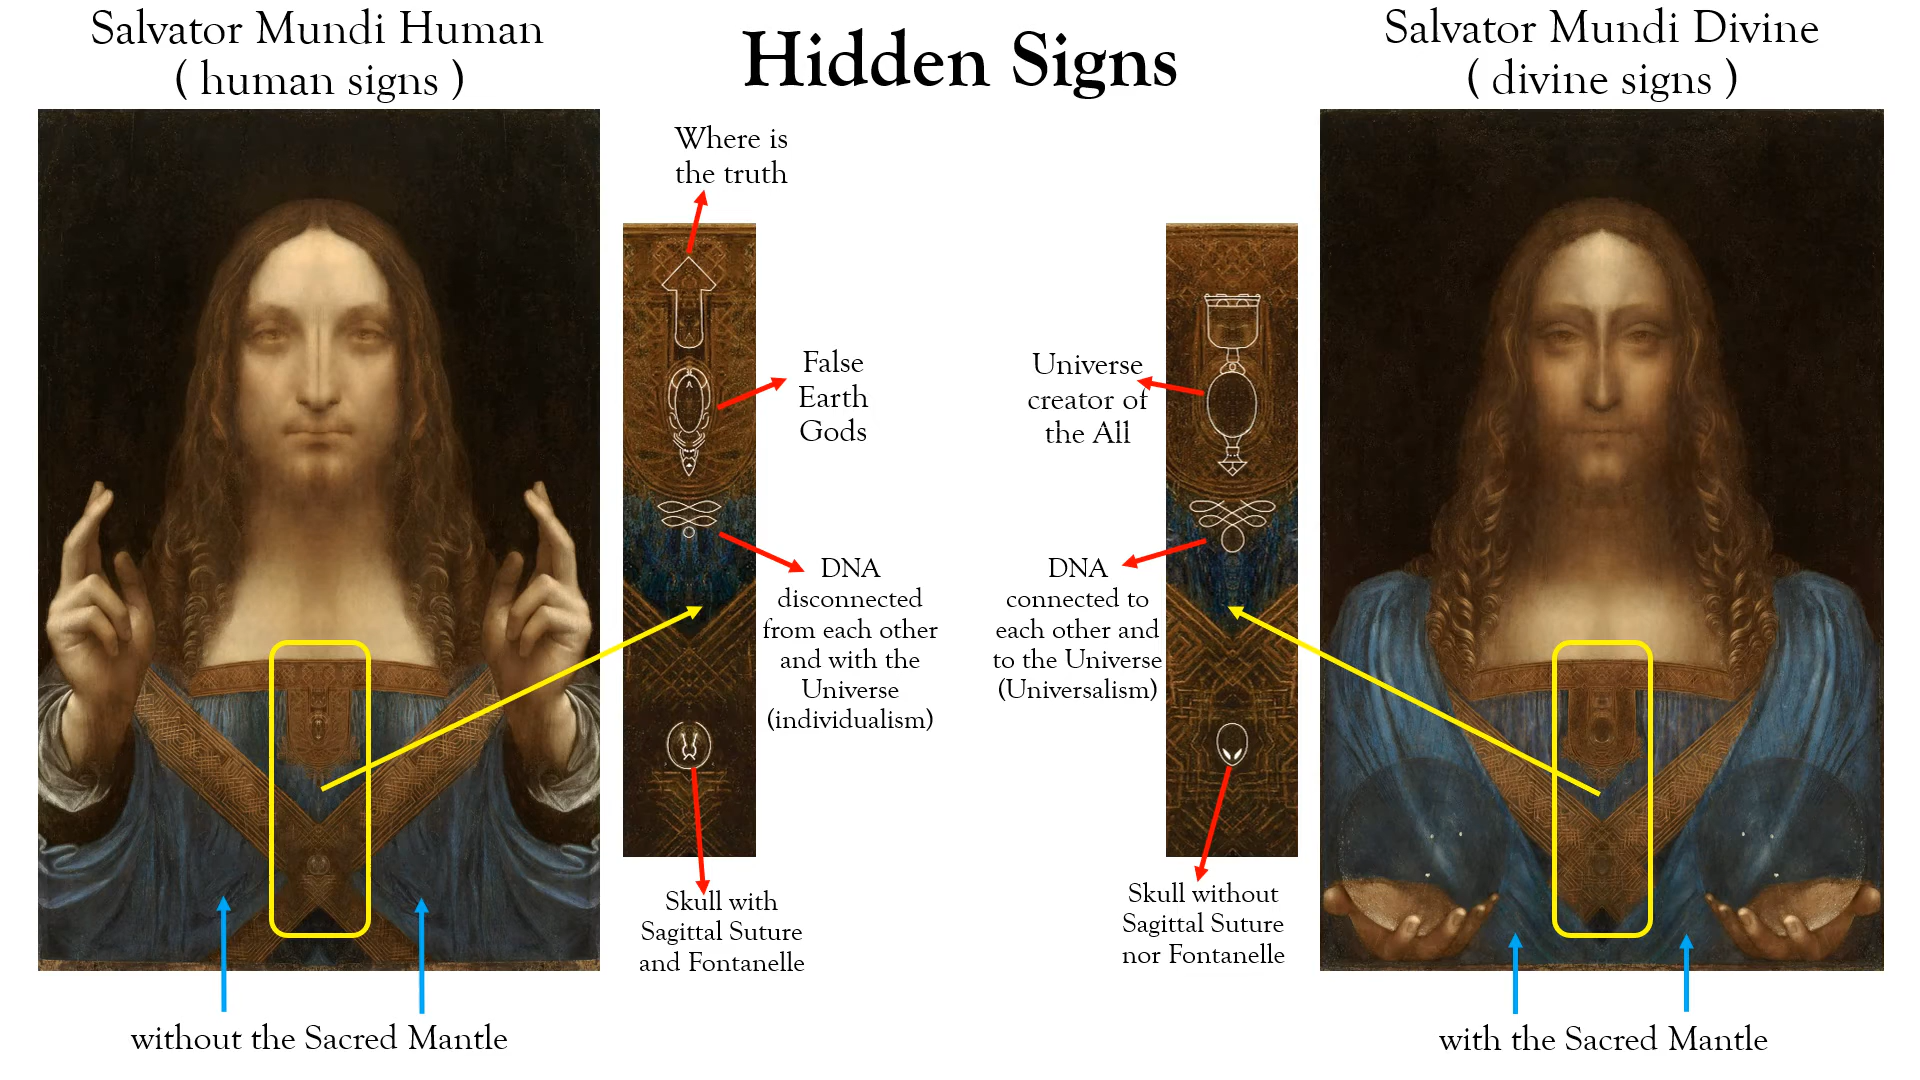 Salvator Mundi Human
( human signs )
Hidden Signs
Salvator Mundi Divine
( divine signs )
Where is
the truth
False
Earth
Gods
Universe
creator of
the All
DNA
disconnected
from each other
and with the
Universe
(individualism)
DNA
connected to
each other and
to the Universe
(Universalism)
Skull with
Sagittal Suture
and Fontanelle
Skull without
Sagittal Suture
nor Fontanelle
without the Sacred Mantle
with the Sacred Mantle